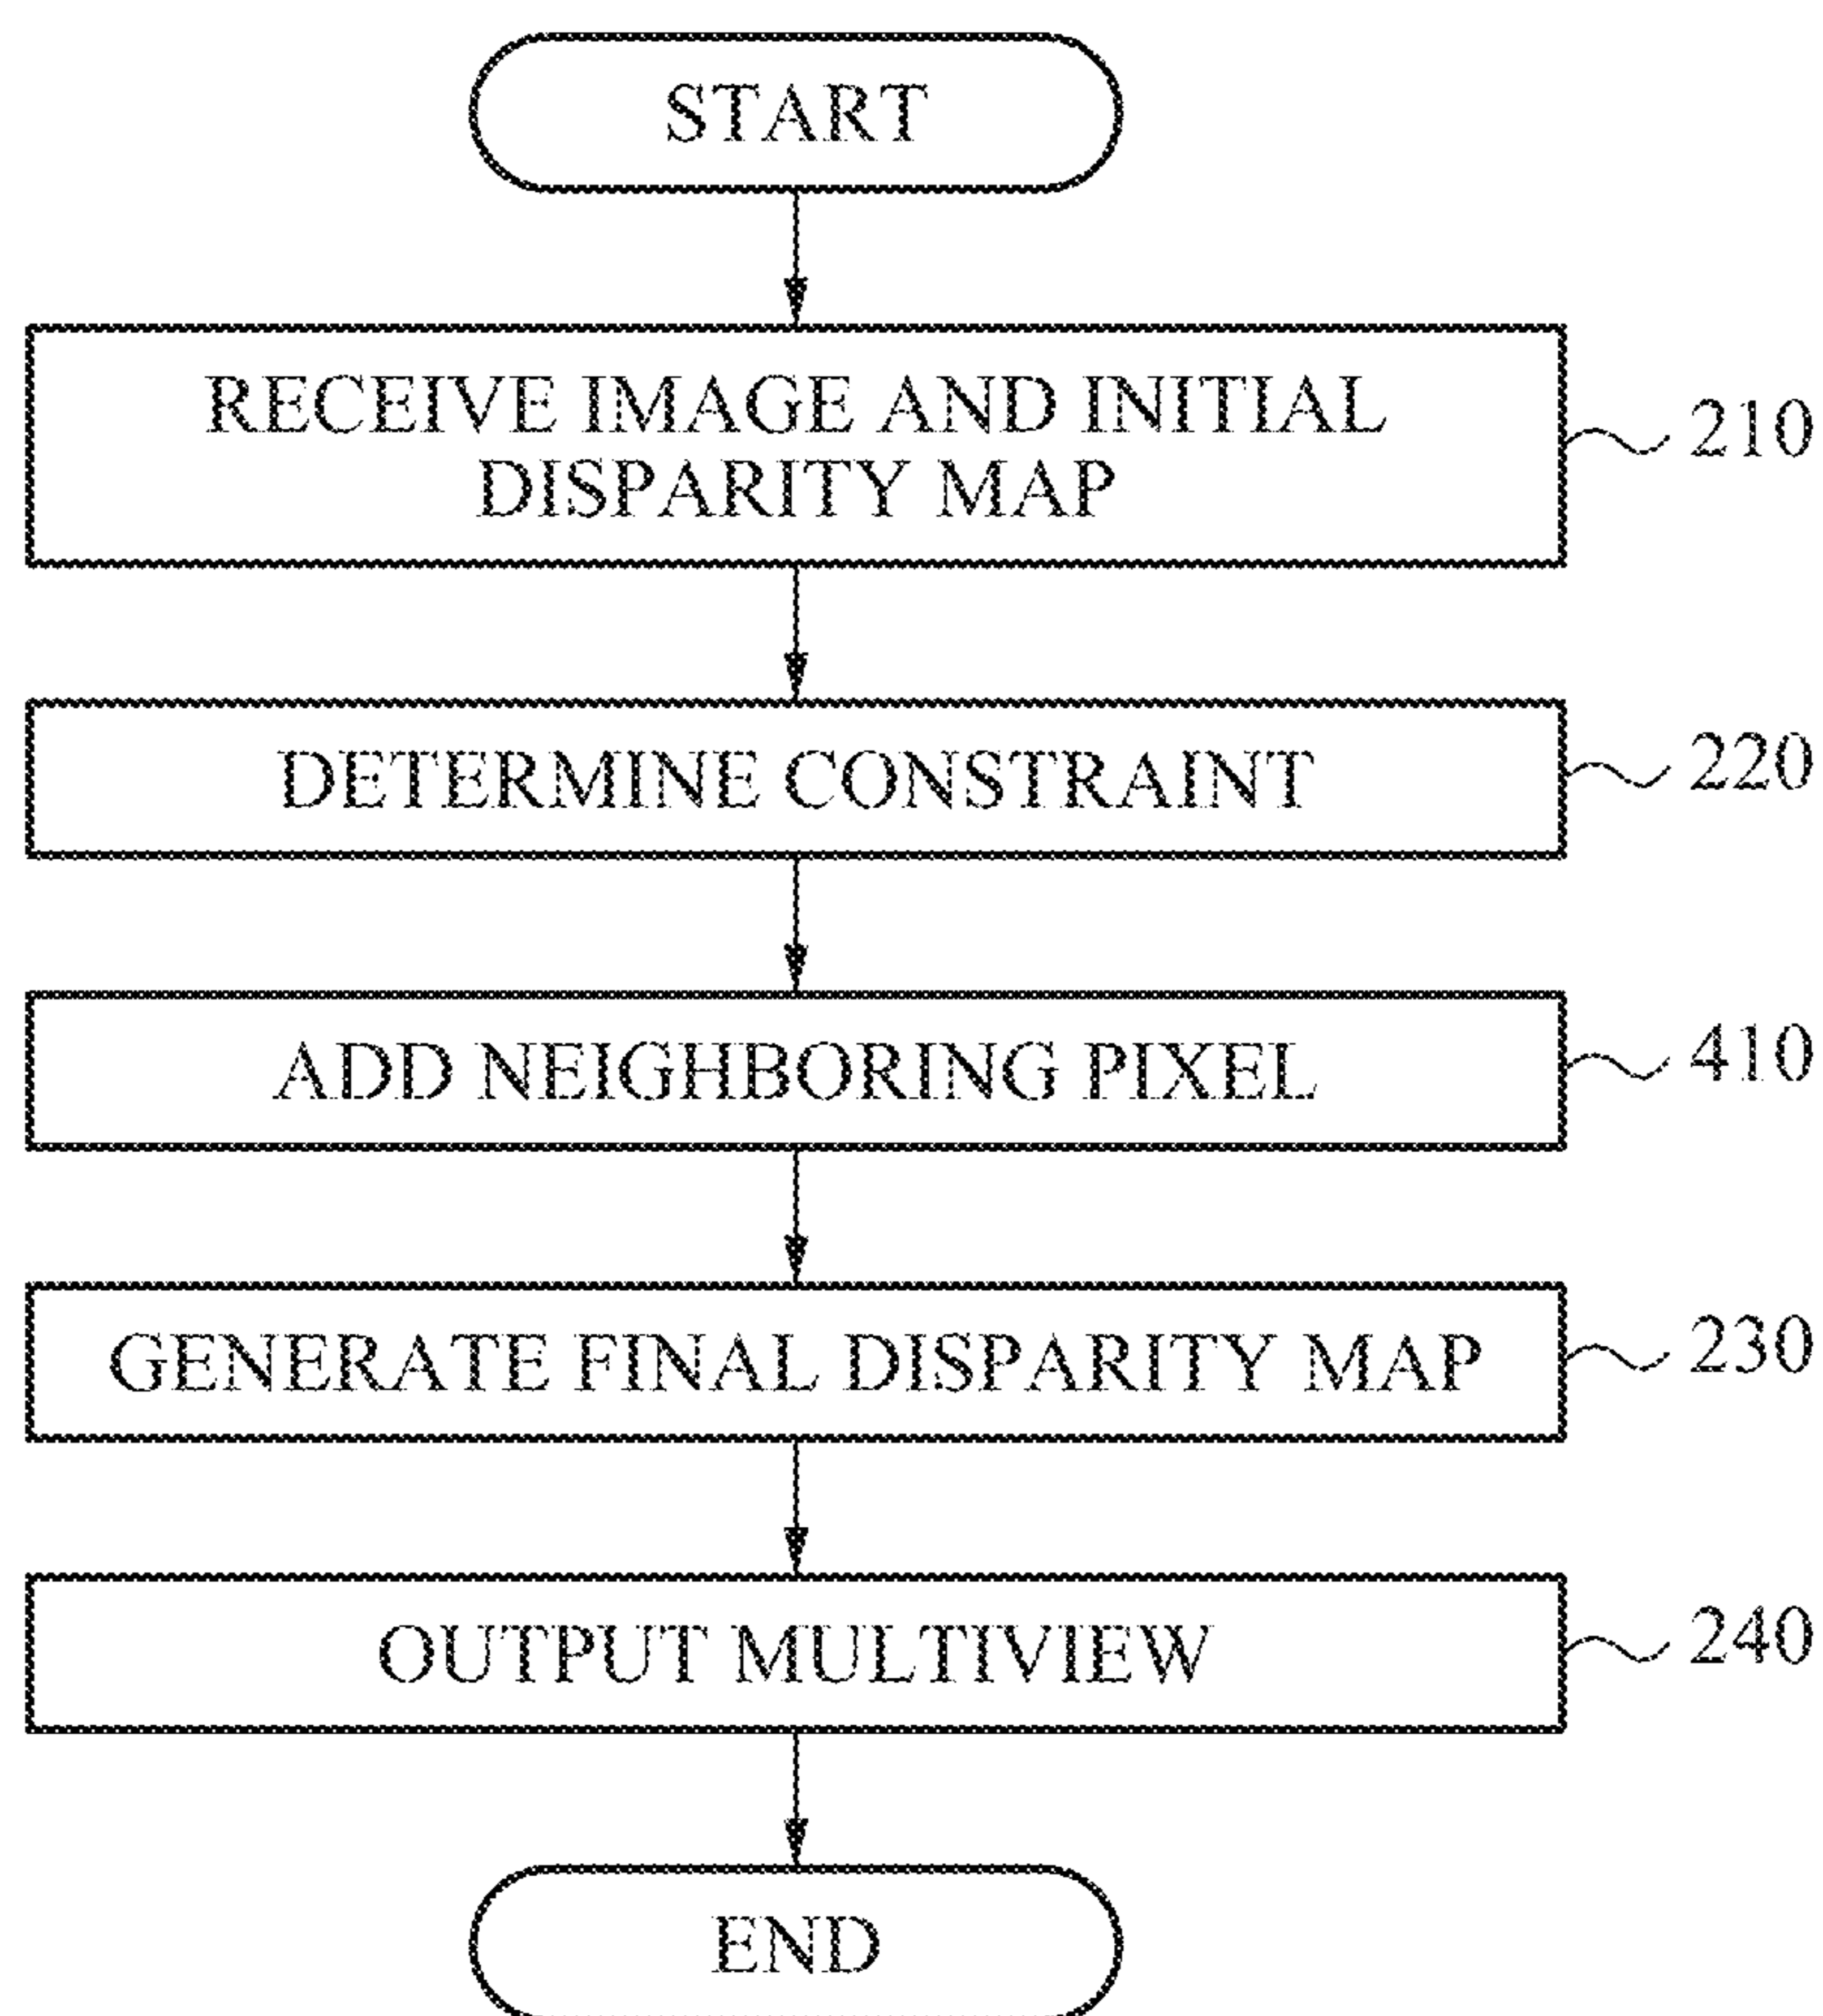 START
RECEIVE IMAGE AND INITIAL
DISPARITY MAP
210
DETERMINE CONSTRAINT
220
ADD NEIGHBORING PIXEL
410
GENERATE FINAL DISPARITY MAP
230
OUTPUT MULTIVIEW
240
END